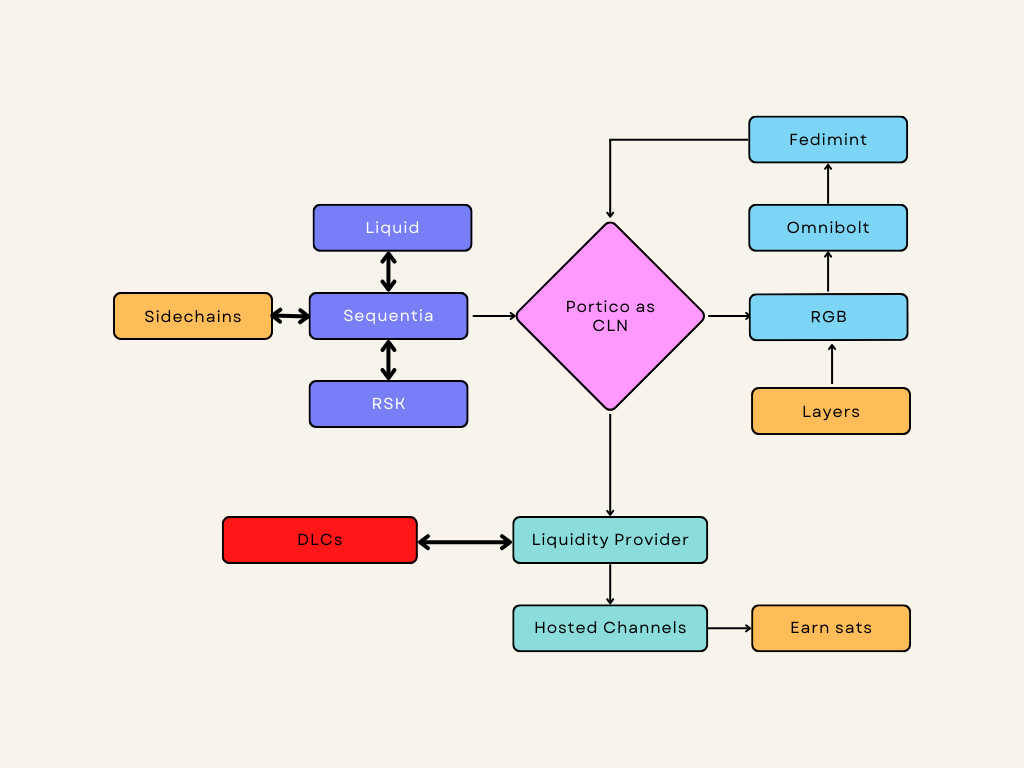 Fedimint
Liquid
Omnibolt
Sidechains
Sequentia
Portico as
CLN
RGB
RSK
Layers
DLCs
Liquidity Provider
Hosted Channels
Earn sats